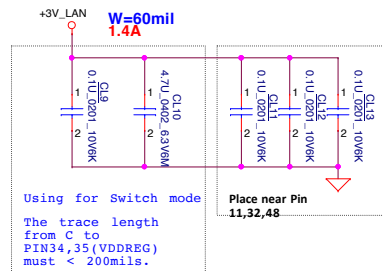 +3V_LAN
W=60mil
1.4A
1
2
CL9
0.1U_0201_10V6K
1
2
CL10
4.7U_0402_6.3V6M
1
2
CL11
0.1U_0201_10V6K
1
2
CL12
0.1U_0201_10V6K
1
2
CL13
0.1U_0201_10V6K
Using for Switch mode
The trace length
from C to
PIN34,35(VDDREG)
must < 200mils.
Place near Pin
11,32,48